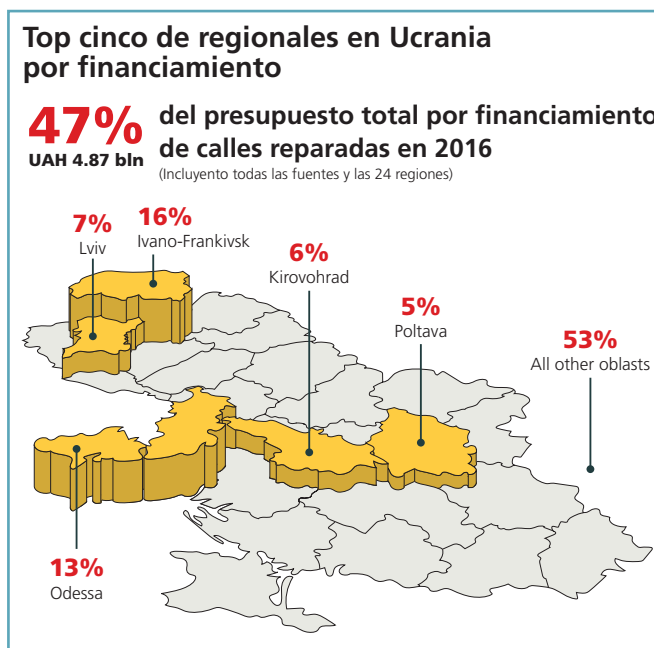 Top cinco de regionales en Ucrania
por financiamiento
47%
UAH 4.87 bln
del presupuesto total por financiamiento
de calles reparadas en 2016
(Incluyento todas las fuentes y las 24 regiones)
7%
Lviv
16%
Ivano-Frankivsk
6%
Kirovohrad
5%
Poltava
53%
All other oblasts
13%
Odessa